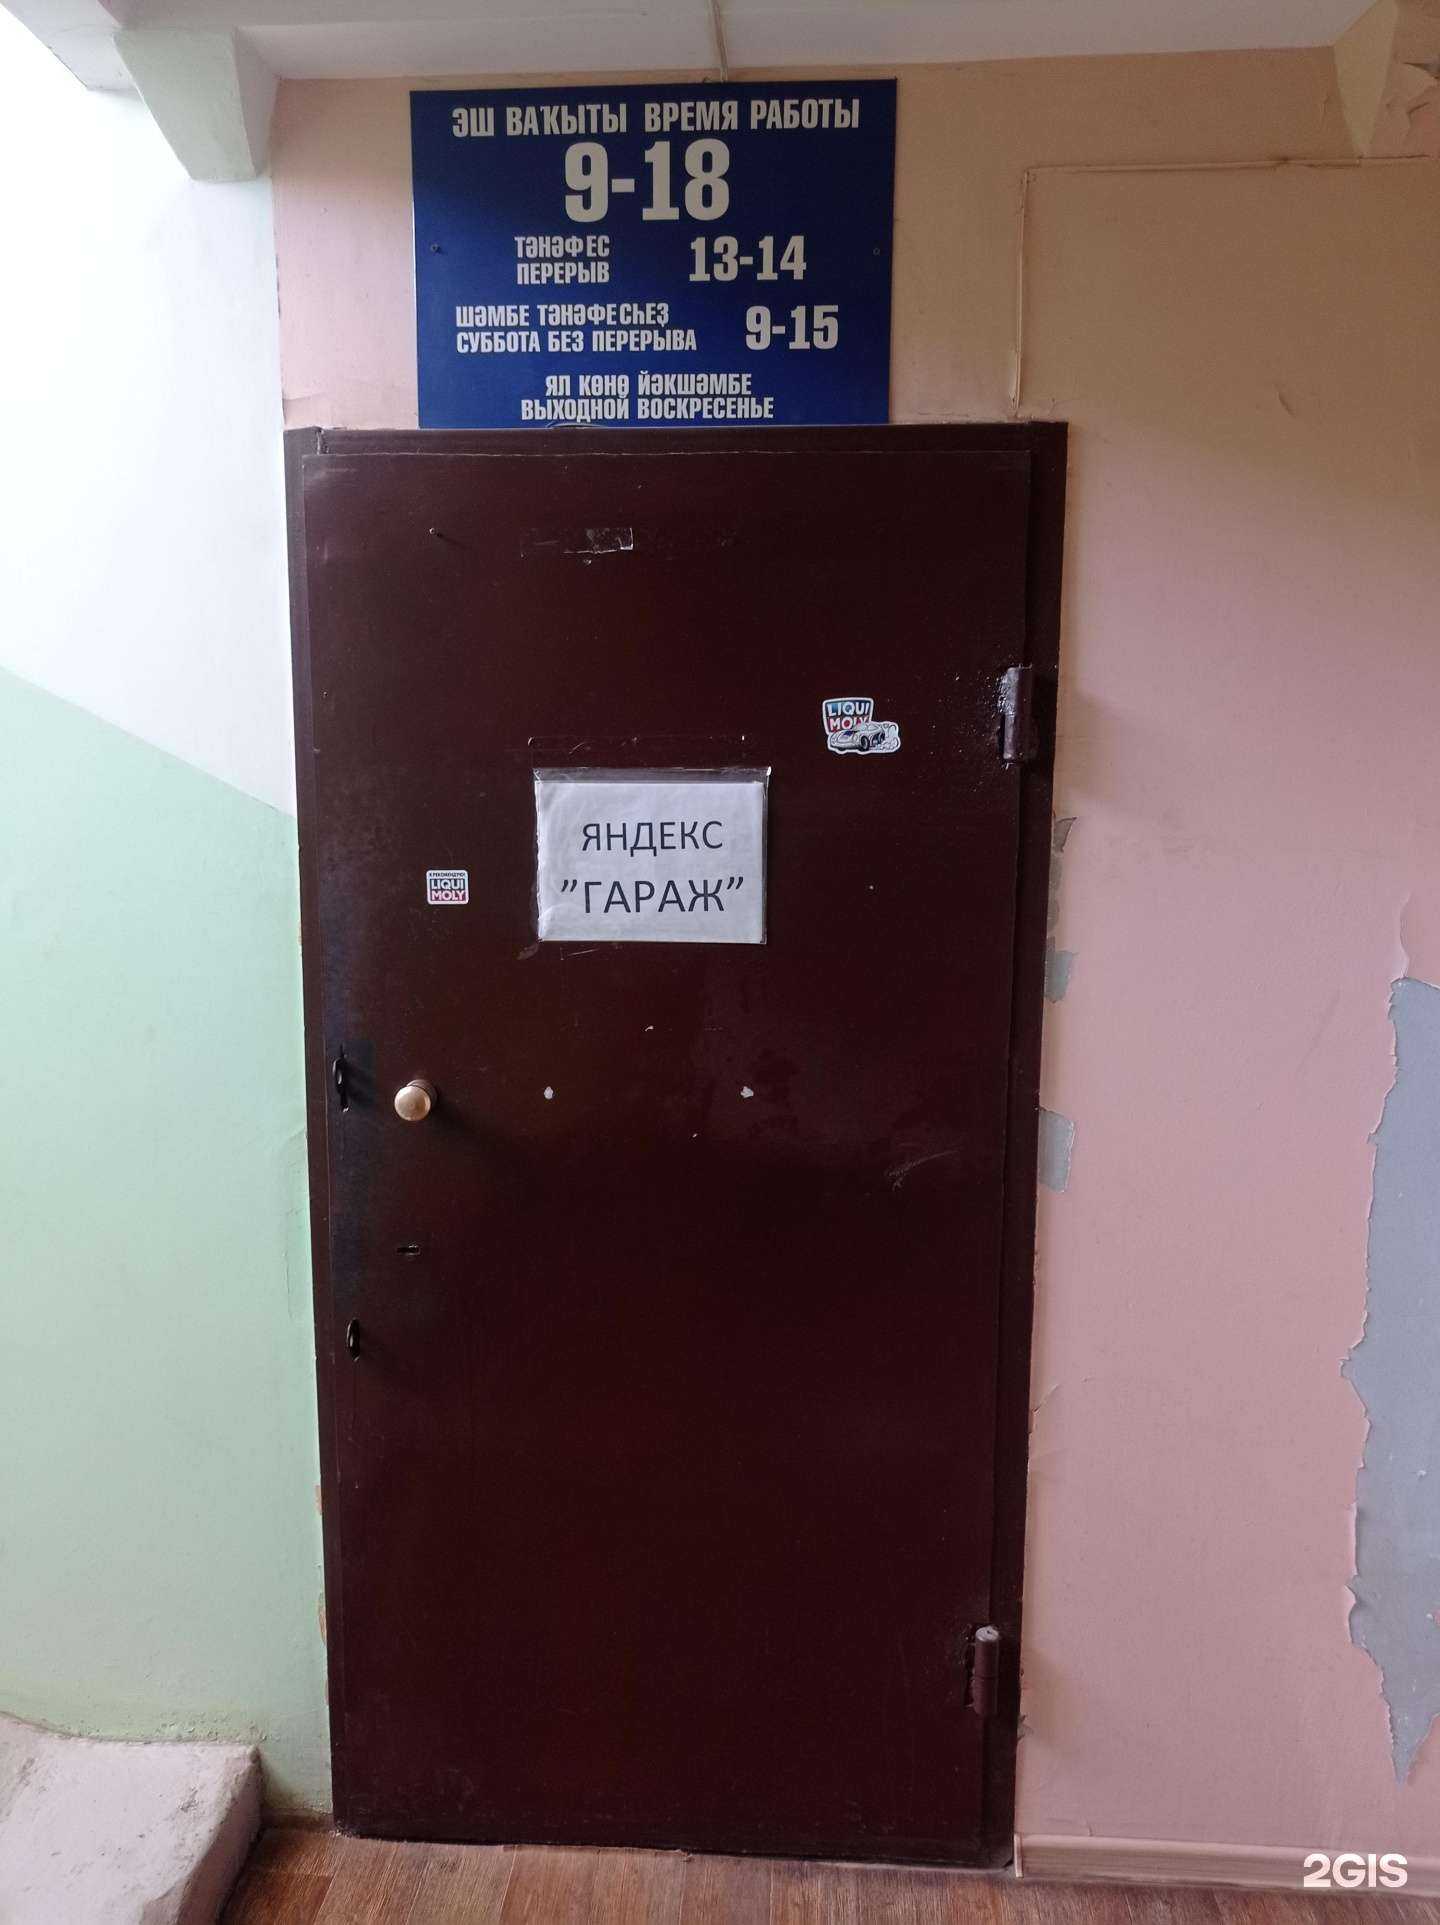 ЭШ ВАҠЫТЫ ВРЕМЯ РАБОТЫ
9-18
ТӘНӘФЕС
ПЕРЕРЫВ
13-14
ШӘМБЕ ТӘНӘФЕСҺЕҘ
СУББОТА БЕЗ ПЕРЕРЫВА
9-15
ЯЛ КӨНӨ ЙӘКШӘМБЕ
ВЫХОДНОЙ ВОСКРЕСЕНЬЕ
LIQUI
MOLY
ЯНДЕКС
"ГАРАЖ"
Я РЕКОМЕНДУЮ!
LIQUI
MOLY
2GIS